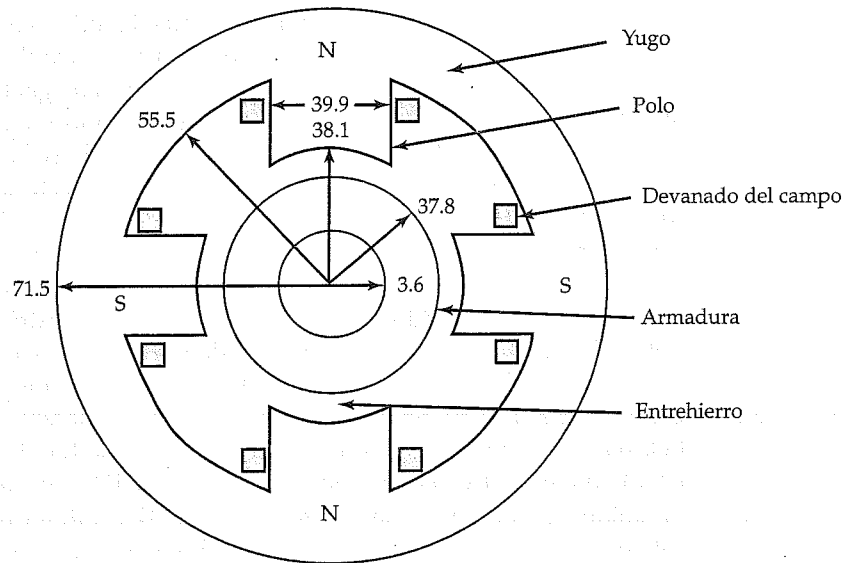 N
Yugo
39.9
Polo
55.5
38.1
37.8
Devanado del campo
71.5
3.6
S
S
Armadura
Entrehierro
N